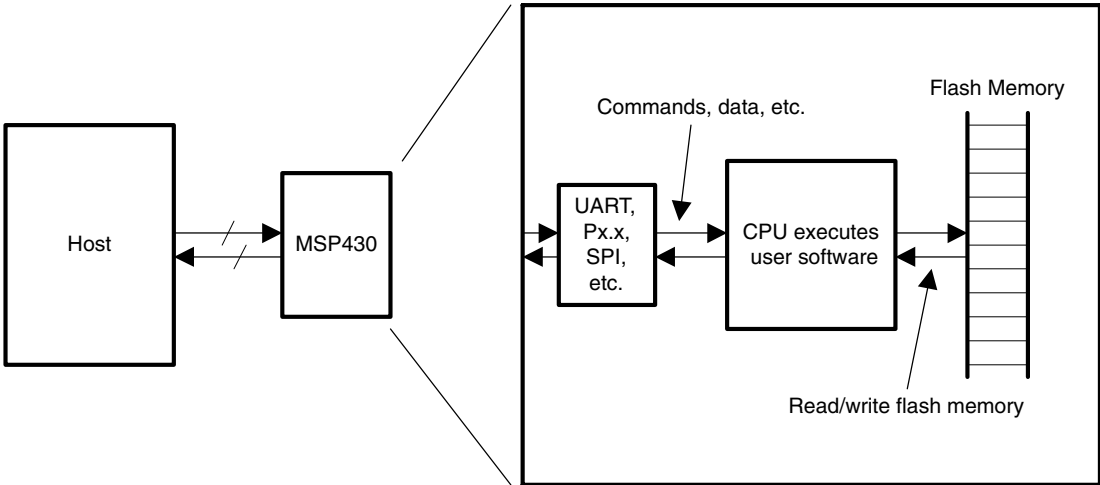 Host
MSP430
Flash Memory
Commands, data, etc.
UART,
Px.x,
SPI,
etc.
CPU executes
user software
Read/write flash memory